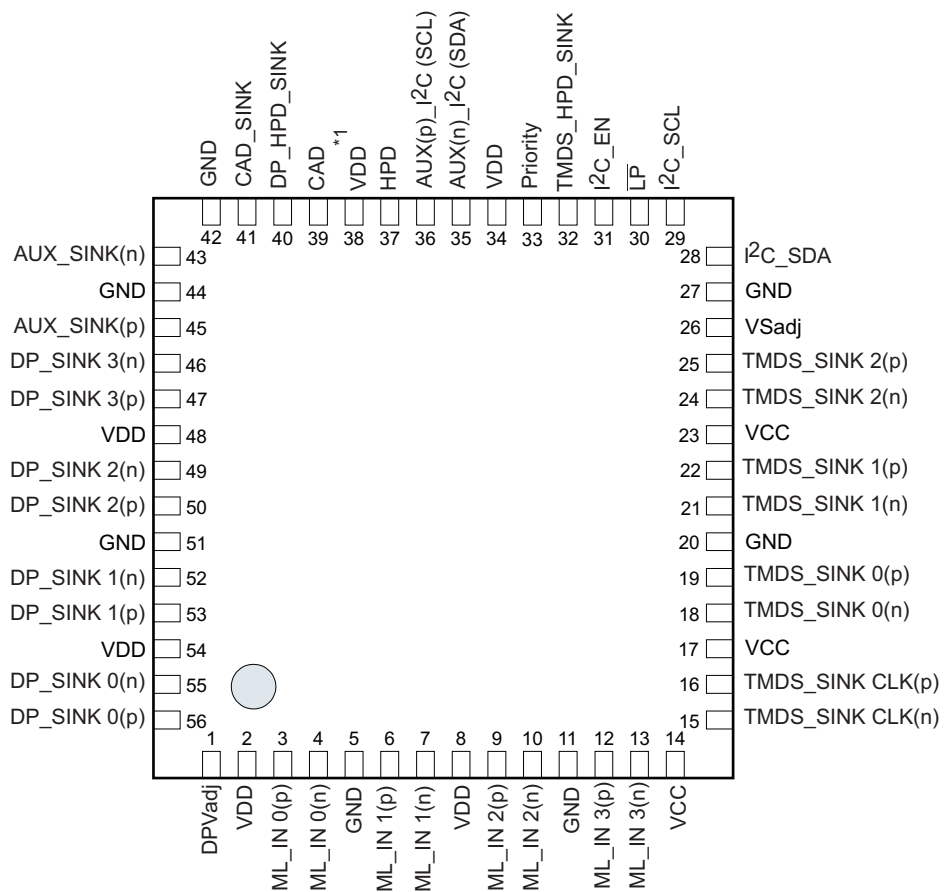 GND
CAD_SINK
DP_HPD_SINK
CAD
VDD *1
HPD
AUX(p)_I2C (SCL)
AUX(n)_I2C (SDA)
VDD
Priority
TMDS_HPD_SINK
I2C_EN
L̅P̅
I2C_SCL
42 41 40 39 38 37 36 35 34 33 32 31 30 29
AUX_SINK(n) 43
GND 44
AUX_SINK(p) 45
DP_SINK 3(n) 46
DP_SINK 3(p) 47
VDD 48
DP_SINK 2(n) 49
DP_SINK 2(p) 50
GND 51
DP_SINK 1(n) 52
DP_SINK 1(p) 53
VDD 54
DP_SINK 0(n) 55
DP_SINK 0(p) 56
28 I2C_SDA
27 GND
26 VSadj
25 TMDS_SINK 2(p)
24 TMDS_SINK 2(n)
23 VCC
22 TMDS_SINK 1(p)
21 TMDS_SINK 1(n)
20 GND
19 TMDS_SINK 0(p)
18 TMDS_SINK 0(n)
17 VCC
16 TMDS_SINK CLK(p)
15 TMDS_SINK CLK(n)
1 2 3 4 5 6 7 8 9 10 11 12 13 14
DPVadj
VDD
ML_IN 0(p)
ML_IN 0(n)
GND
ML_IN 1(p)
ML_IN 1(n)
VDD
ML_IN 2(p)
ML_IN 2(n)
GND
ML_IN 3(p)
ML_IN 3(n)
VCC